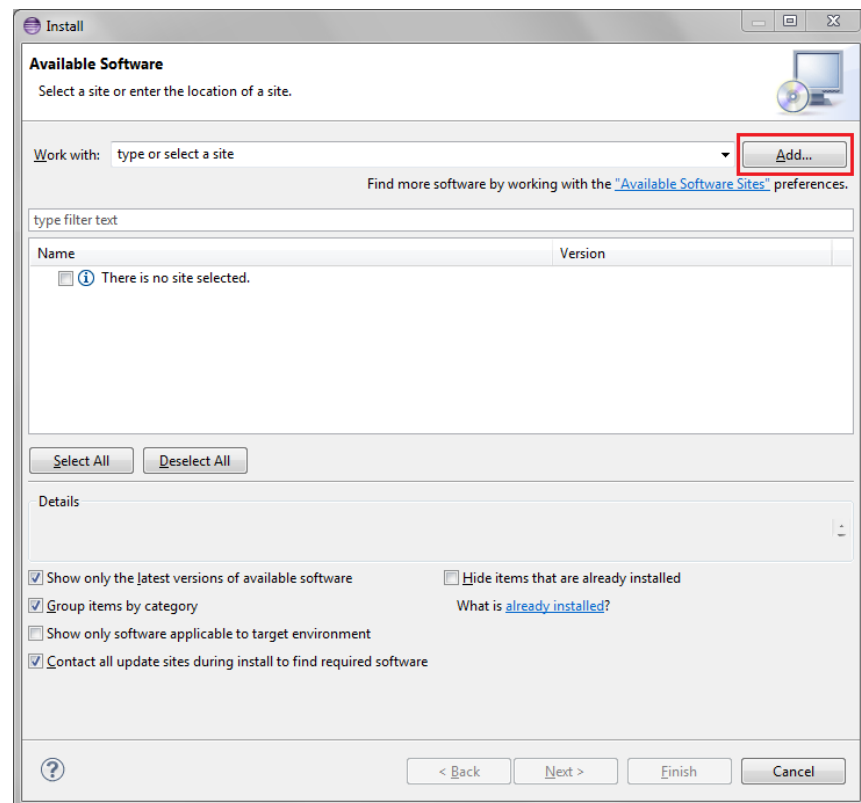 Install
Available Software
Select a site or enter the location of a site.
Work with: type or select a site Add...
Find more software by working with the "Available Software Sites" preferences.
type filter text
Name Version
There is no site selected.
Select All Deselect All
Details
Show only the latest versions of available software Hide items that are already installed
Group items by category What is already installed?
Show only software applicable to target environment
Contact all update sites during install to find required software
? < Back Next > Finish Cancel